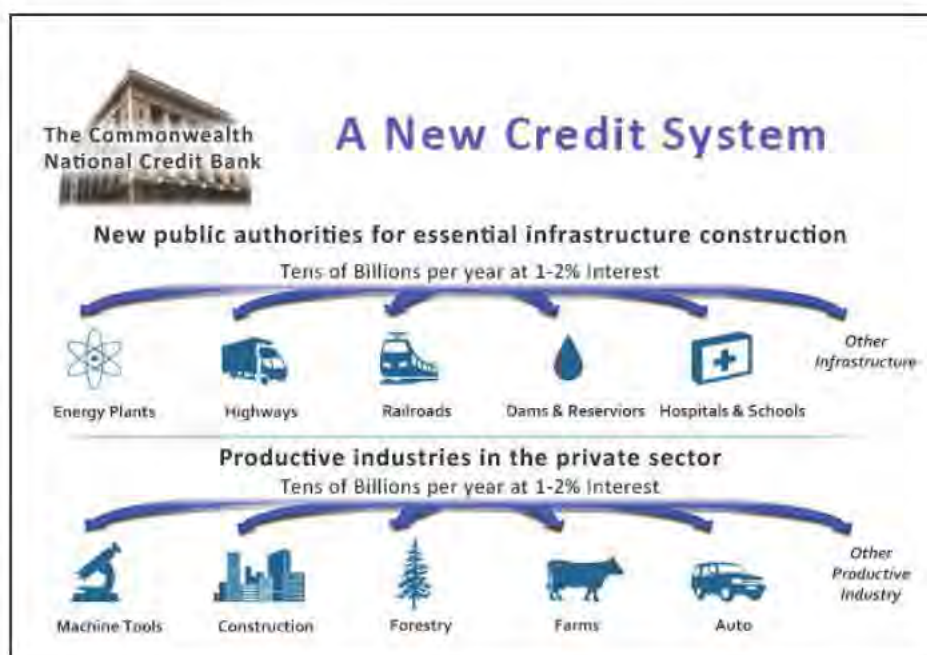 The Commonwealth
National Credit Bank
A New Credit System
New public authorities for essential infrastructure construction
Tens of Billions per year at 1-2% Interest
Other
Infrastructure
Energy Plants
Highways
Railroads
Dams & Reserviors
Hospitals & Schools
Productive industries in the private sector
Tens of Billions per year at 1-2% Interest
Other
Productive
Industry
Machine Tools
Construction
Forestry
Farms
Auto